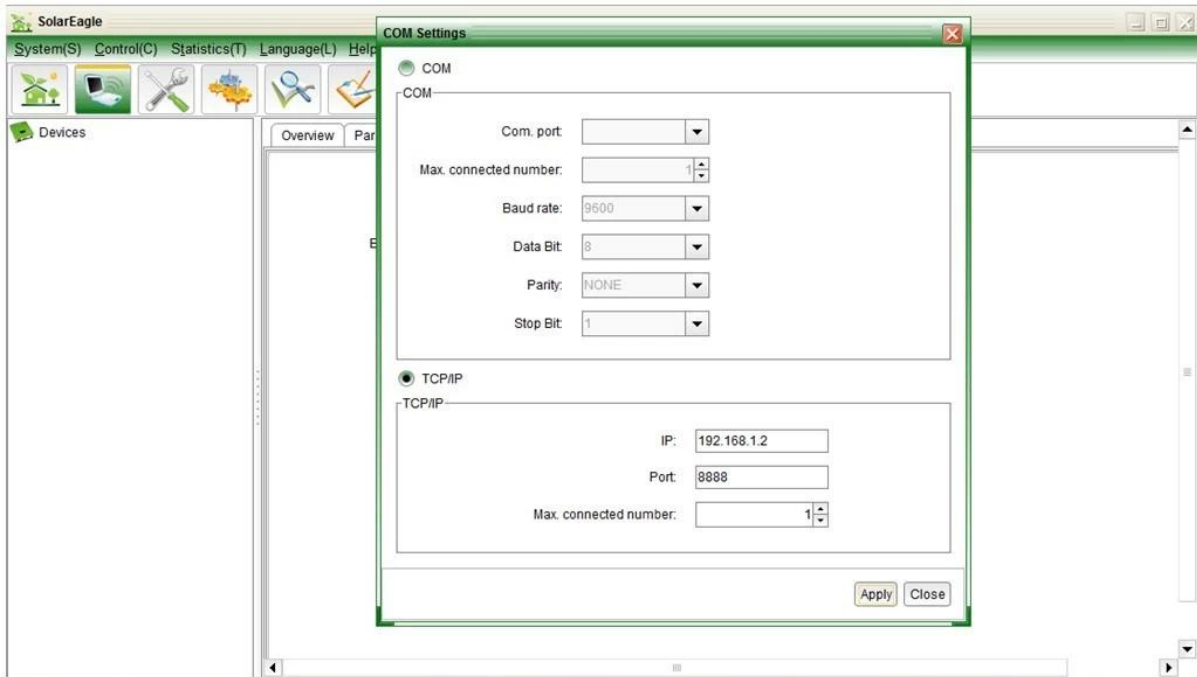 SolarEagle
System(S) Control(C) Statistics(T) Language(L) Help
Devices
Overview Par
COM Settings
COM
COM
Com. port:
Max. connected number: 1
Baud rate: 9600
Data Bit: 8
Parity: NONE
Stop Bit: 1
TCP/IP
TCP/IP
IP: 192.168.1.2
Port: 8888
Max. connected number: 1
Apply Close